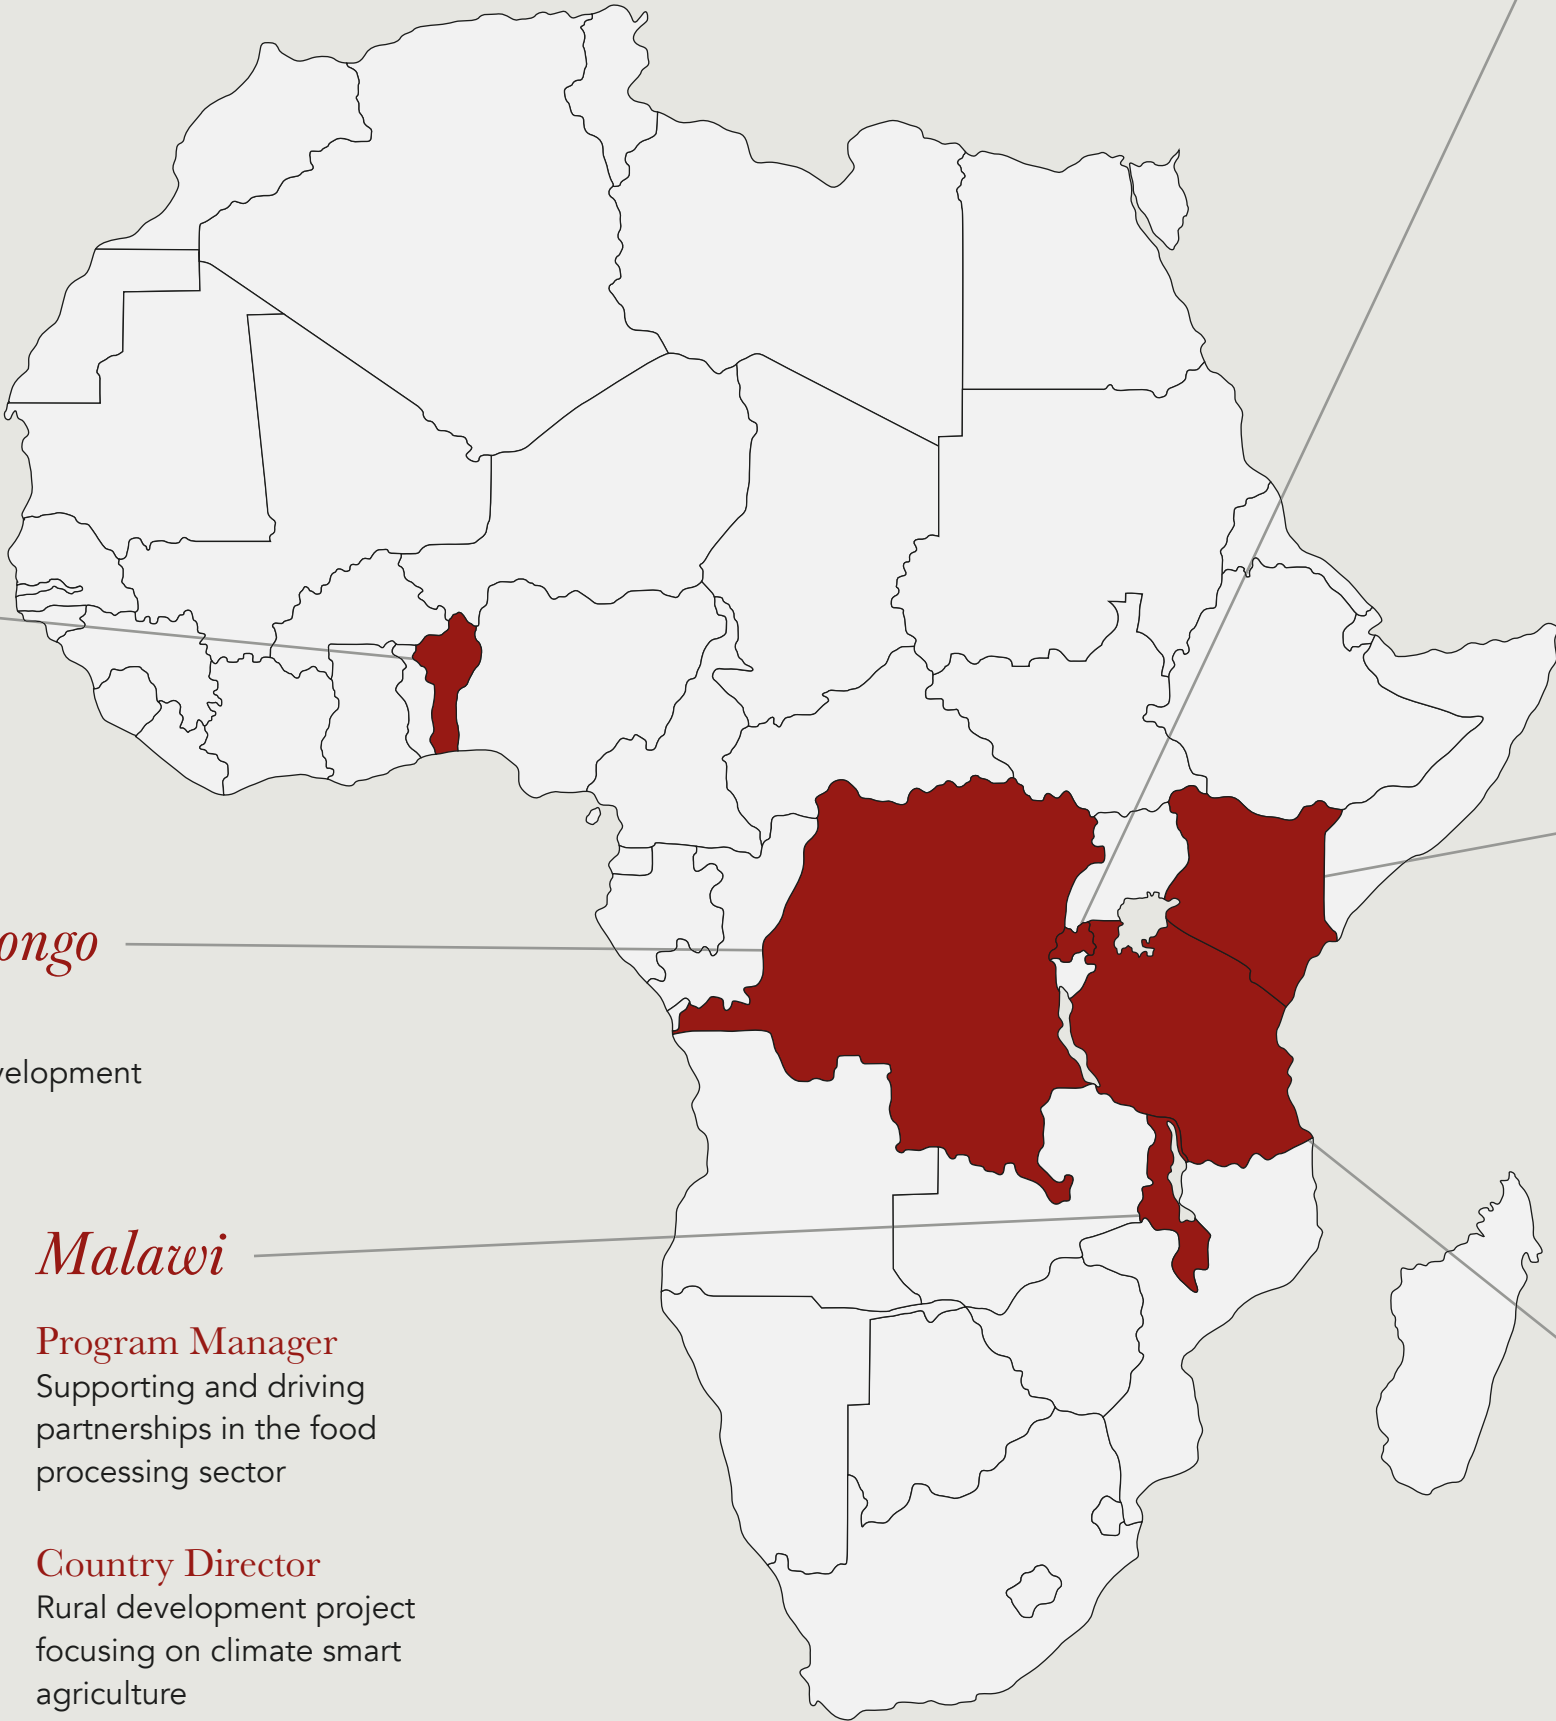 ongo
velopment
Malawi
Program Manager
Supporting and driving
partnerships in the food
processing sector
Country Director
Rural development project
focusing on climate smart
agriculture